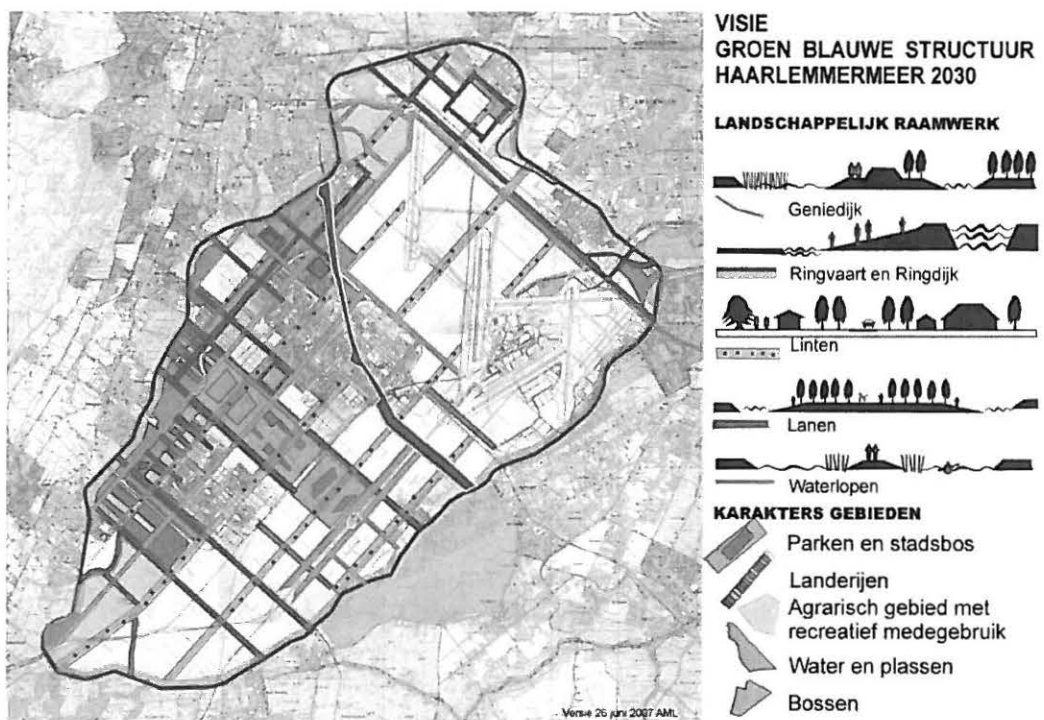 VISIE
GROEN BLAUWE STRUCTUUR
HAARLEMMERMEER 2030
LANDSCHAPPELIJK RAAMWERK
Geniedijk
Ringvaart en Ringdijk
Linten
Lanen
Waterlopen
KARAKTERS GEBIEDEN
Parken en stadsbos
Landerijen
Agrarisch gebied met
recreatief medegebruik
Water en plassen
Bossen
Versie 26 juni 2007 AML